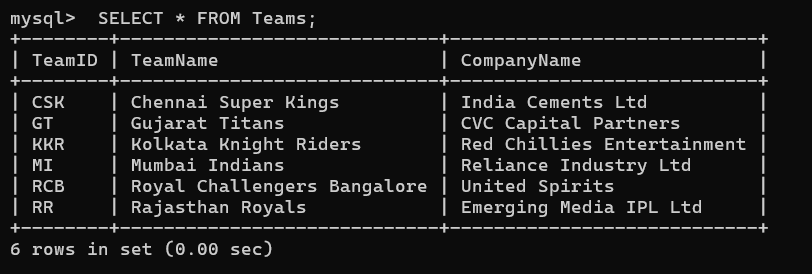 mysql>  SELECT * FROM Teams;
+--------+-----------------------------+----------------------------+
| TeamID | TeamName                    | CompanyName                |
+--------+-----------------------------+----------------------------+
| CSK    | Chennai Super Kings         | India Cements Ltd          |
| GT     | Gujarat Titans              | CVC Capital Partners       |
| KKR    | Kolkata Knight Riders       | Red Chillies Entertainment |
| MI     | Mumbai Indians              | Reliance Industry Ltd      |
| RCB    | Royal Challengers Bangalore | United Spirits             |
| RR     | Rajasthan Royals            | Emerging Media IPL Ltd     |
+--------+-----------------------------+----------------------------+
6 rows in set (0.00 sec)